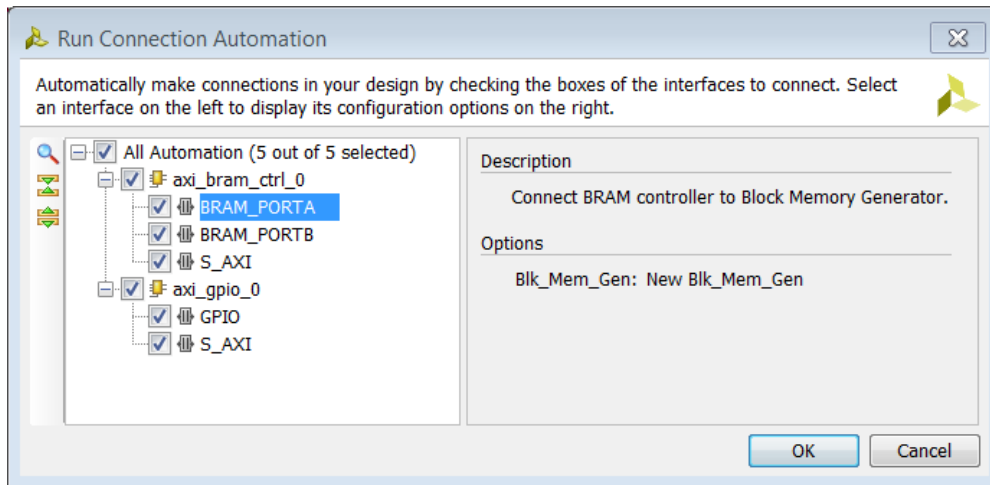 Run Connection Automation
Automatically make connections in your design by checking the boxes of the interfaces to connect. Select
an interface on the left to display its configuration options on the right.
All Automation (5 out of 5 selected)
axi_bram_ctrl_0
BRAM_PORTA
BRAM_PORTB
S_AXI
axi_gpio_0
GPIO
S_AXI
Description
Connect BRAM controller to Block Memory Generator.
Options
Blk_Mem_Gen: New Blk_Mem_Gen
OK
Cancel